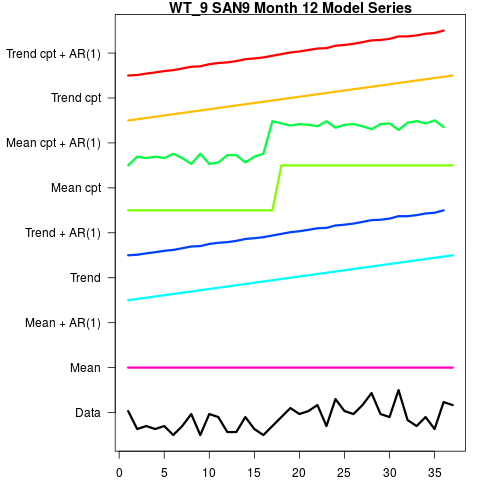 WT_9 SAN9 Month 12 Model Series
Trend cpt + AR(1)
Trend cpt
Mean cpt + AR(1)
Mean cpt
Trend + AR(1)
Trend
Mean + AR(1)
Mean
Data
0 5 10 15 20 25 30 35